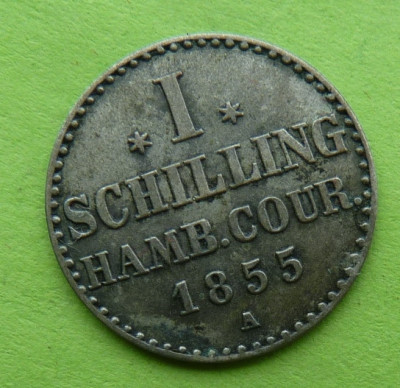 * I *
SCHILLING
HAMB. COUR.
1855
A